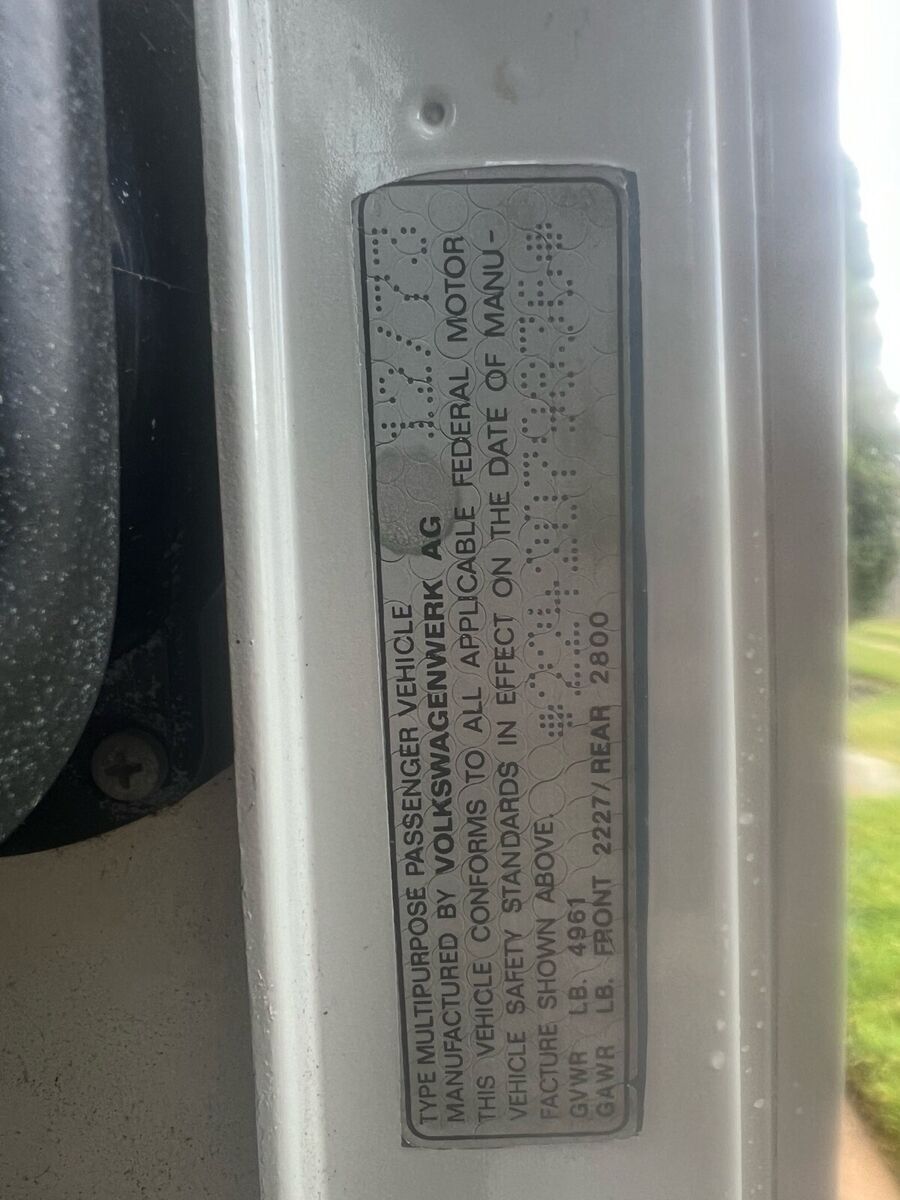 TYPE MULTIPURPOSE PASSENGER VEHICLE 12/73
MANUFACTURED BY VOLKSWAGENWERK AG
THIS VEHICLE CONFORMS TO ALL APPLICABLE FEDERAL MOTOR
VEHICLE SAFETY STANDARDS IN EFFECT ON THE DATE OF MANU-
FACTURE SHOWN ABOVE.
GVWR LB. 4961
GAWR LB. FRONT 2227/REAR 2800